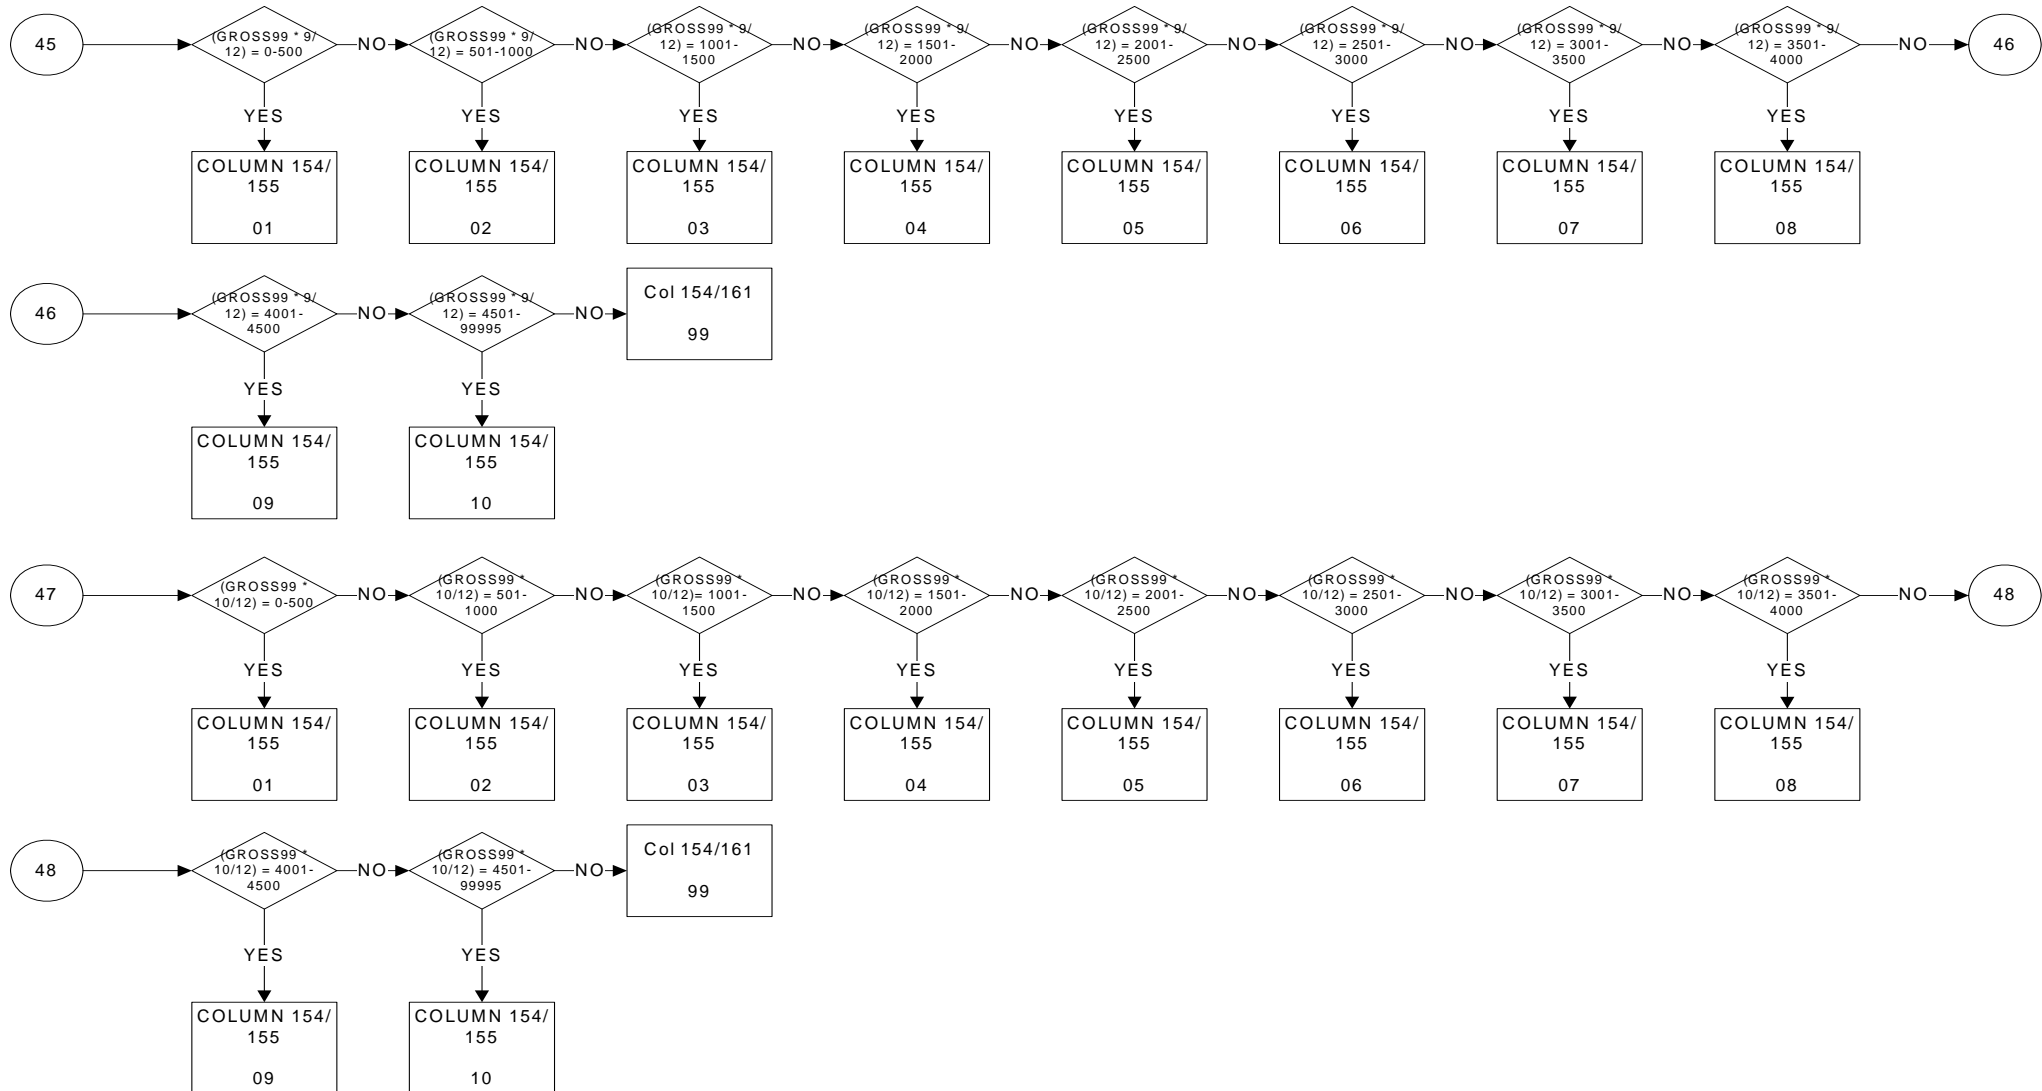 45
(GROSS99 * 9/
12) = 0-500
NO
(GROSS99 * 9/
12) = 501-1000
NO
(GROSS99 * 9/
12) = 1001-
1500
NO
(GROSS99 * 9/
12) = 1501-
2000
NO
(GROSS99 * 9/
12) = 2001-
2500
NO
(GROSS99 * 9/
12) = 2501-
3000
NO
(GROSS99 * 9/
12) = 3001-
3500
NO
(GROSS99 * 9/
12) = 3501-
4000
NO
46
YES
YES
YES
YES
YES
YES
YES
YES
COLUMN 154/
155
01
COLUMN 154/
155
02
COLUMN 154/
155
03
COLUMN 154/
155
04
COLUMN 154/
155
05
COLUMN 154/
155
06
COLUMN 154/
155
07
COLUMN 154/
155
08
46
(GROSS99 * 9/
12) = 4001-
4500
NO
(GROSS99 * 9/
12) = 4501-
99995
NO
Col 154/161
99
YES
YES
COLUMN 154/
155
09
COLUMN 154/
155
10
47
(GROSS99 *
10/12) = 0-500
NO
(GROSS99 *
10/12) = 501-
1000
NO
(GROSS99 *
10/12)= 1001-
1500
NO
(GROSS99 *
10/12) = 1501-
2000
NO
(GROSS99 *
10/12) = 2001-
2500
NO
(GROSS99 *
10/12) = 2501-
3000
NO
(GROSS99 *
10/12) = 3001-
3500
NO
(GROSS99 *
10/12) = 3501-
4000
NO
48
YES
YES
YES
YES
YES
YES
YES
YES
COLUMN 154/
155
01
COLUMN 154/
155
02
COLUMN 154/
155
03
COLUMN 154/
155
04
COLUMN 154/
155
05
COLUMN 154/
155
06
COLUMN 154/
155
07
COLUMN 154/
155
08
48
(GROSS99 *
10/12) = 4001-
4500
NO
(GROSS99 *
10/12) = 4501-
99995
NO
Col 154/161
99
YES
YES
COLUMN 154/
155
09
COLUMN 154/
155
10